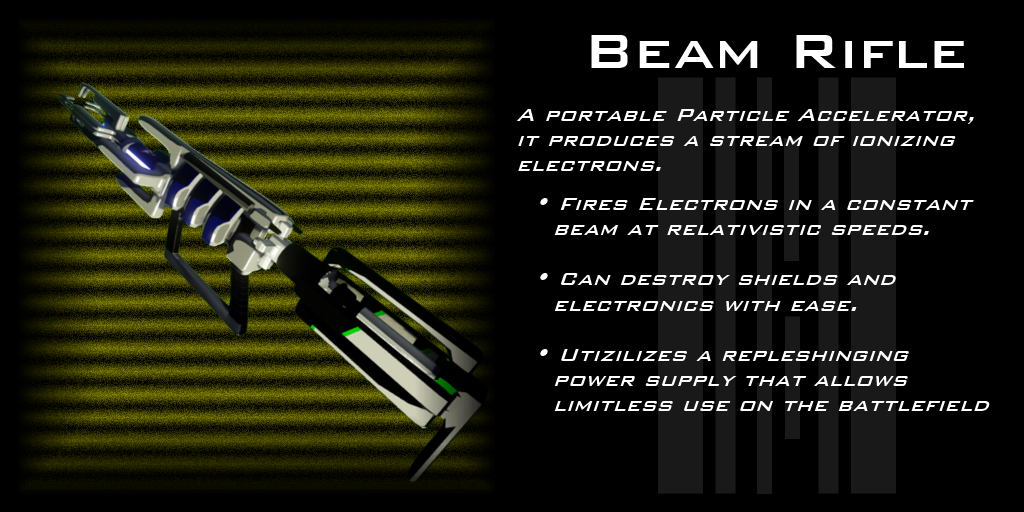 Beam Rifle
A portable Particle Accelerator,
it produces a stream of ionizing
electrons.
• Fires Electrons in a constant
beam at relativistic speeds.
• Can destroy shields and
electronics with ease.
• Utizilizes a repleshinging
power supply that allows
limitless use on the battlefield